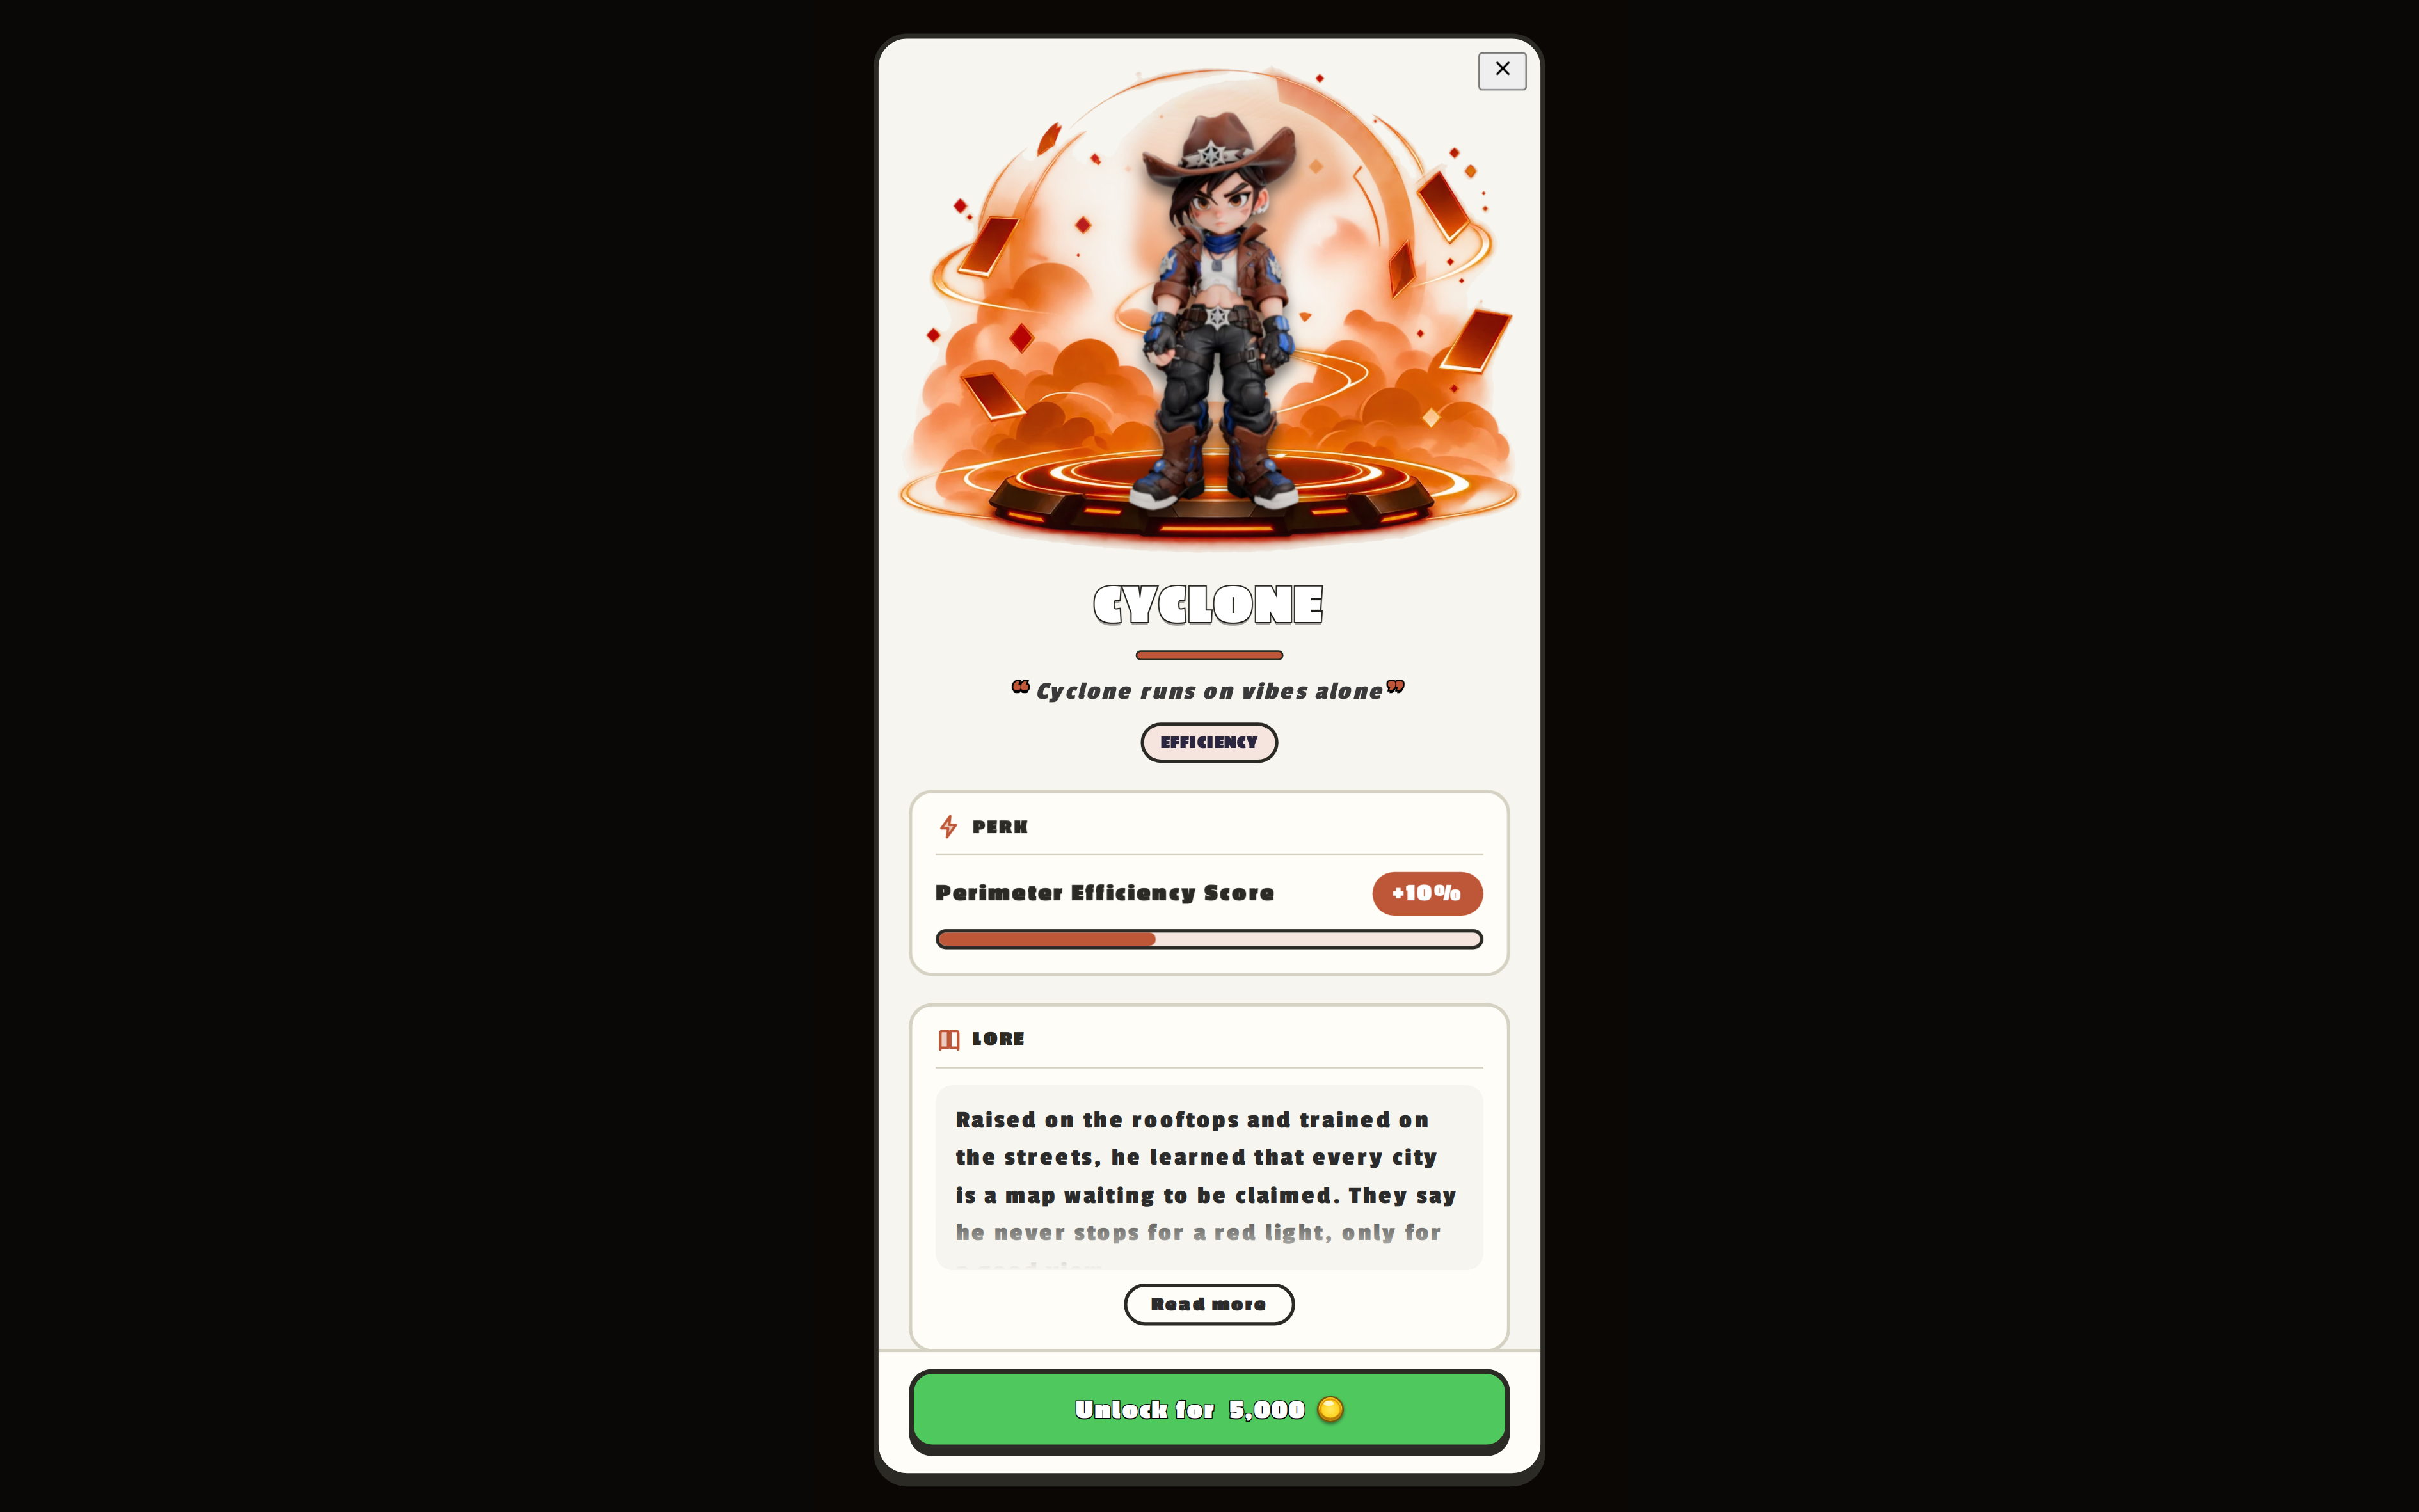 CYCLONE
❝ Cyclone runs on vibes alone❞
EFFICIENCY
PERK
Perimeter Efficiency Score +10%
LORE
Raised on the rooftops and trained on
the streets, he learned that every city
is a map waiting to be claimed. They say
he never stops for a red light, only for
Read more
Unlock for 5,000